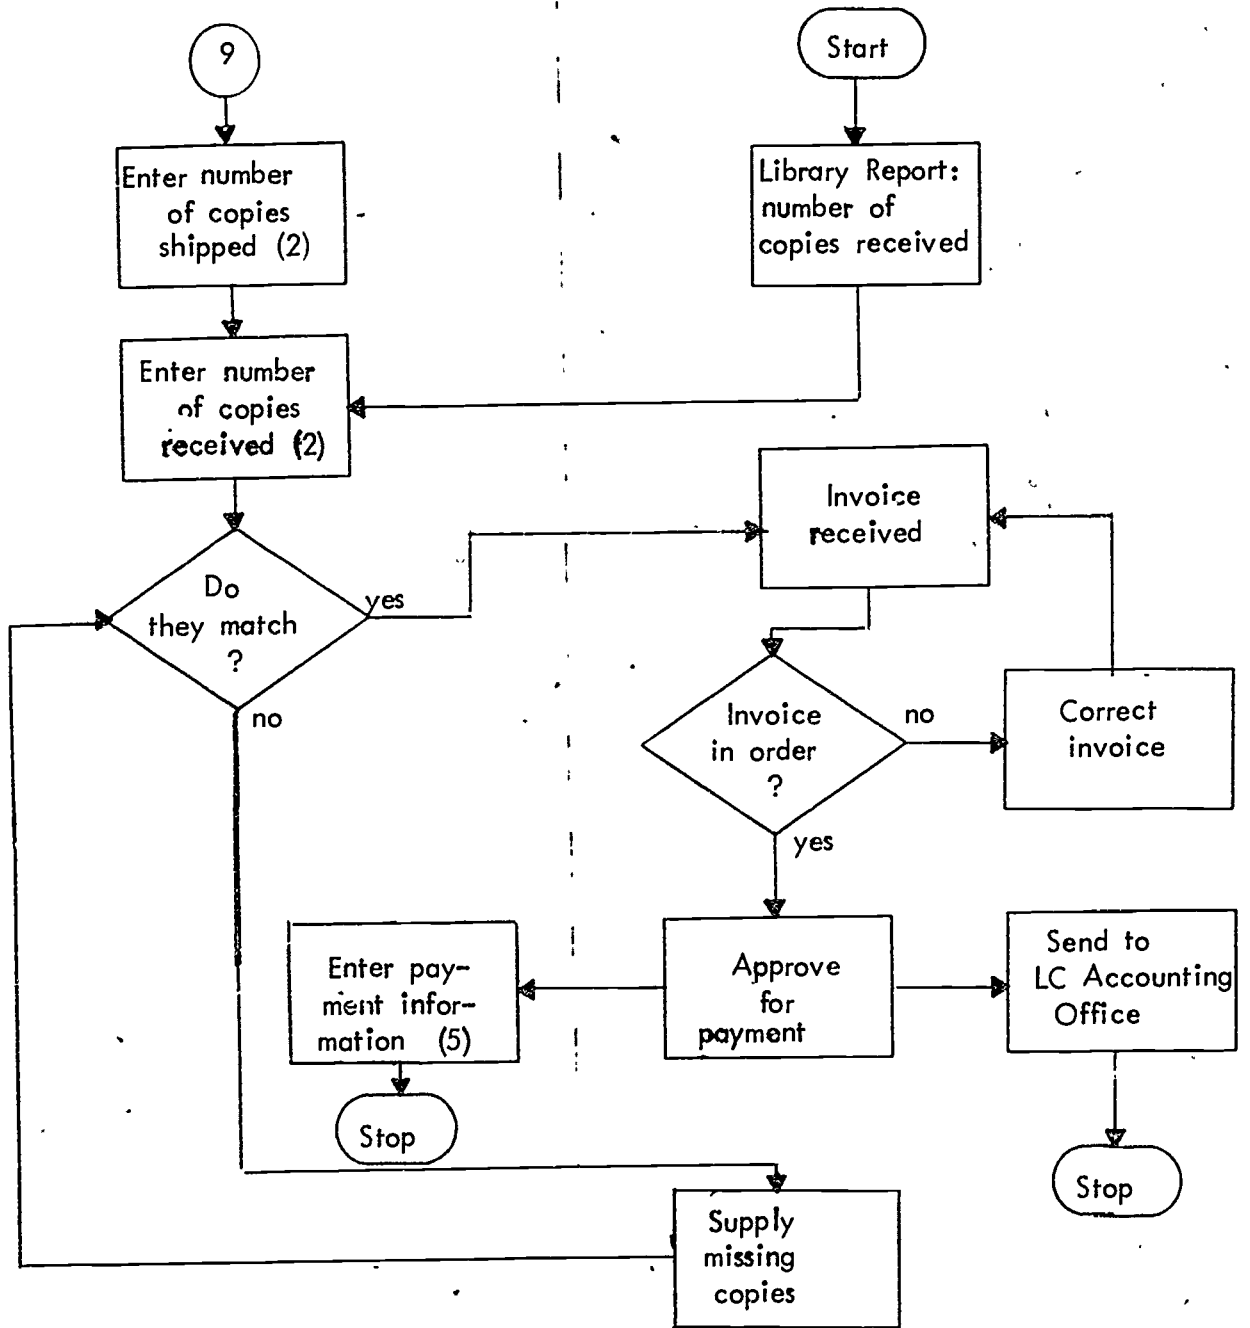 9
Start
Enter number
of copies
shipped (2)
Library Report:
number of
copies received
Enter number
of copies
received (2)
Invoice
received
Do
they match
?
yes
no
Invoice
in order
?
no
Correct
invoice
yes
Enter pay-
ment infor-
mation (5)
Approve
for
payment
Send to
LC Accounting
Office
Stop
Stop
Supply
missing
copies